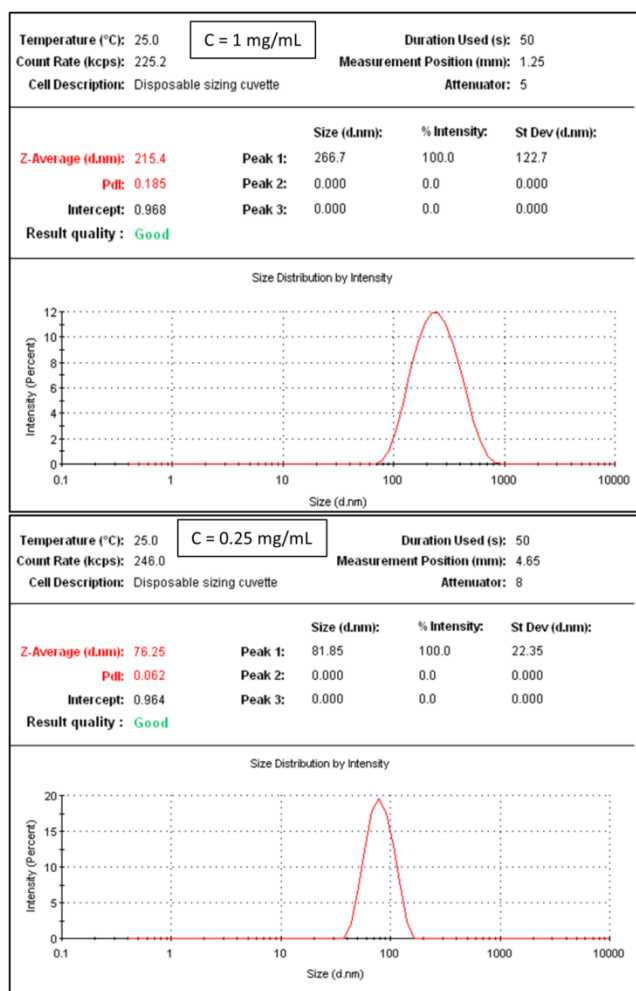 Temperature (°C): 25.0 C = 1 mg/mL Duration Used (s): 50
Count Rate (kcps): 225.2 Measurement Position (mm): 1.25
Cell Description: Disposable sizing cuvette Attenuator: 5
Size (d.nm): % Intensity: St Dev (d.nm):
Z-Average (d.nm): 215.4 Peak 1: 266.7 100.0 122.7
PdI: 0.185 Peak 2: 0.000 0.0 0.000
Intercept: 0.968 Peak 3: 0.000 0.0 0.000
Result quality : Good
Size Distribution by Intensity
12
10
8
6
4
2
0
Intensity (Percent)
0.1 1 10 100 1000 10000
Size (d.nm)
Temperature (°C): 25.0 C = 0.25 mg/mL Duration Used (s): 50
Count Rate (kcps): 246.0 Measurement Position (mm): 4.65
Cell Description: Disposable sizing cuvette Attenuator: 8
Size (d.nm): % Intensity: St Dev (d.nm):
Z-Average (d.nm): 76.25 Peak 1: 81.85 100.0 22.35
PdI: 0.062 Peak 2: 0.000 0.0 0.000
Intercept: 0.964 Peak 3: 0.000 0.0 0.000
Result quality : Good
Size Distribution by Intensity
20
15
10
5
0
Intensity (Percent)
0.1 1 10 100 1000 10000
Size (d.nm)